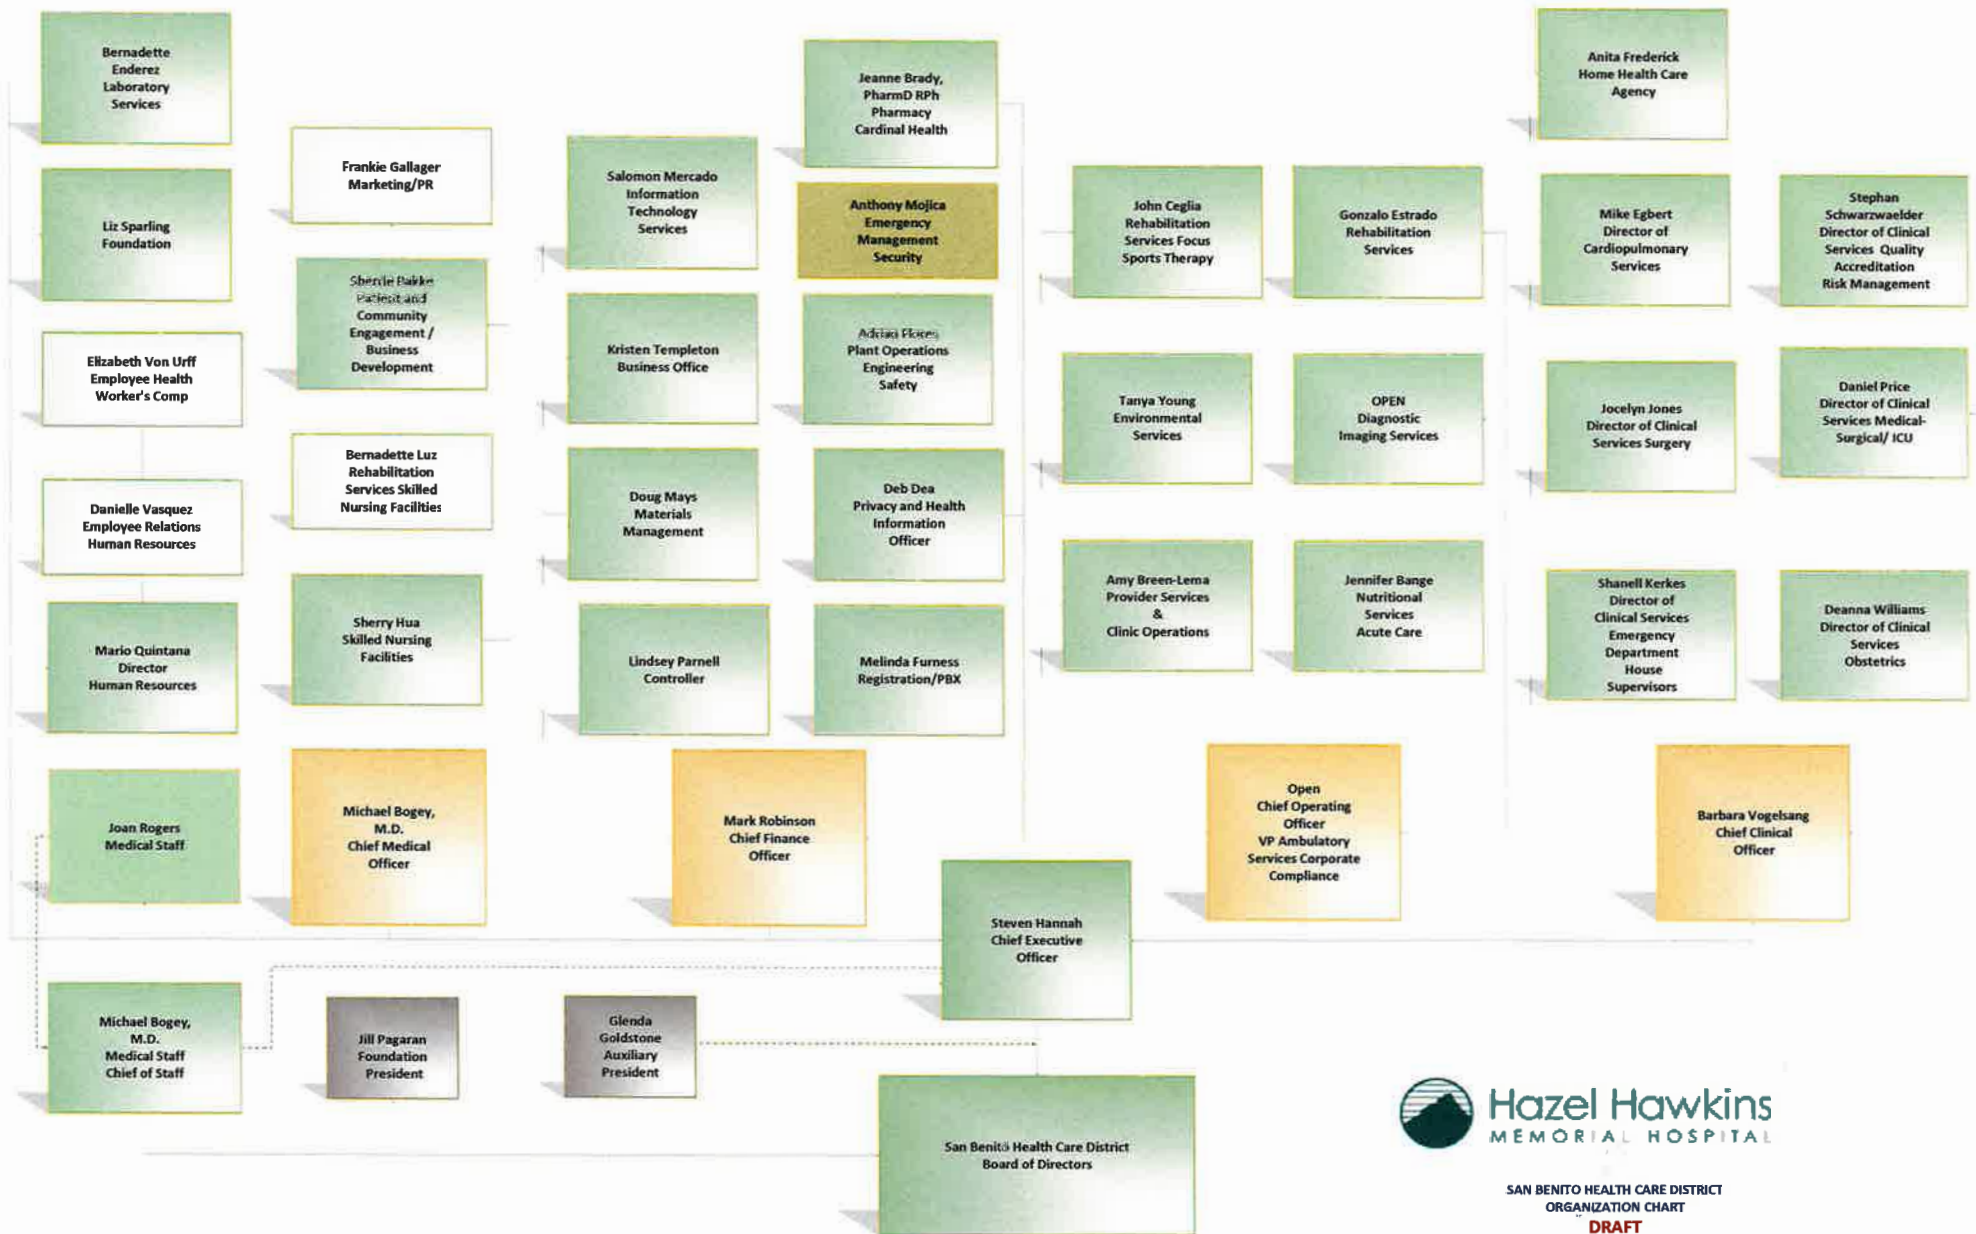 Bernadette
Enderez
Laboratory
Services
Liz Sparling
Foundation
Elizabeth Von Urff
Employee Health
Worker's Comp
Danielle Vasquez
Employee Relations
Human Resources
Mario Quintana
Director
Human Resources
Joan Rogers
Medical Staff
Michael Bogey,
M.D.
Medical Staff
Chief of Staff
Frankie Gallager
Marketing/PR
Sherrie Bakke
Patient and
Community
Engagement /
Business
Development
Bernadette Luz
Rehabilitation
Services Skilled
Nursing Facilities
Sherry Hua
Skilled Nursing
Facilities
Michael Bogey,
M.D.
Chief Medical
Officer
Jill Pagaran
Foundation
President
Salomon Mercado
Information
Technology
Services
Kristen Templeton
Business Office
Doug Mays
Materials
Management
Lindsey Parnell
Controller
Mark Robinson
Chief Finance
Officer
Glenda
Goldstone
Auxiliary
President
Jeanne Brady,
PharmD RPh
Pharmacy
Cardinal Health
Anthony Mojica
Emergency
Management
Security
Adrian Flores
Plant Operations
Engineering
Safety
Deb Dea
Privacy and Health
Information
Officer
Melinda Furness
Registration/PBX
Steven Hannah
Chief Executive
Officer
San Benito Health Care District
Board of Directors
John Ceglia
Rehabilitation
Services Focus
Sports Therapy
Tanya Young
Environmental
Services
Amy Breen-Lema
Provider Services
&
Clinic Operations
Gonzalo Estrado
Rehabilitation
Services
OPEN
Diagnostic
Imaging Services
Jennifer Bange
Nutritional
Services
Acute Care
Open
Chief Operating
Officer
VP Ambulatory
Services Corporate
Compliance
Anita Frederick
Home Health Care
Agency
Mike Egbert
Director of
Cardiopulmonary
Services
Jocelyn Jones
Director of Clinical
Services Surgery
Shanell Kerkes
Director of
Clinical Services
Emergency
Department
House
Supervisors
Stephan
Schwarzwaelder
Director of Clinical
Services Quality
Accreditation
Risk Management
Daniel Price
Director of Clinical
Services Medical-
Surgical/ ICU
Deanna Williams
Director of Clinical
Services
Obstetrics
Barbara Vogelsang
Chief Clinical
Officer
Hazel Hawkins
MEMORIAL HOSPITAL
SAN BENITO HEALTH CARE DISTRICT
ORGANIZATION CHART
DRAFT